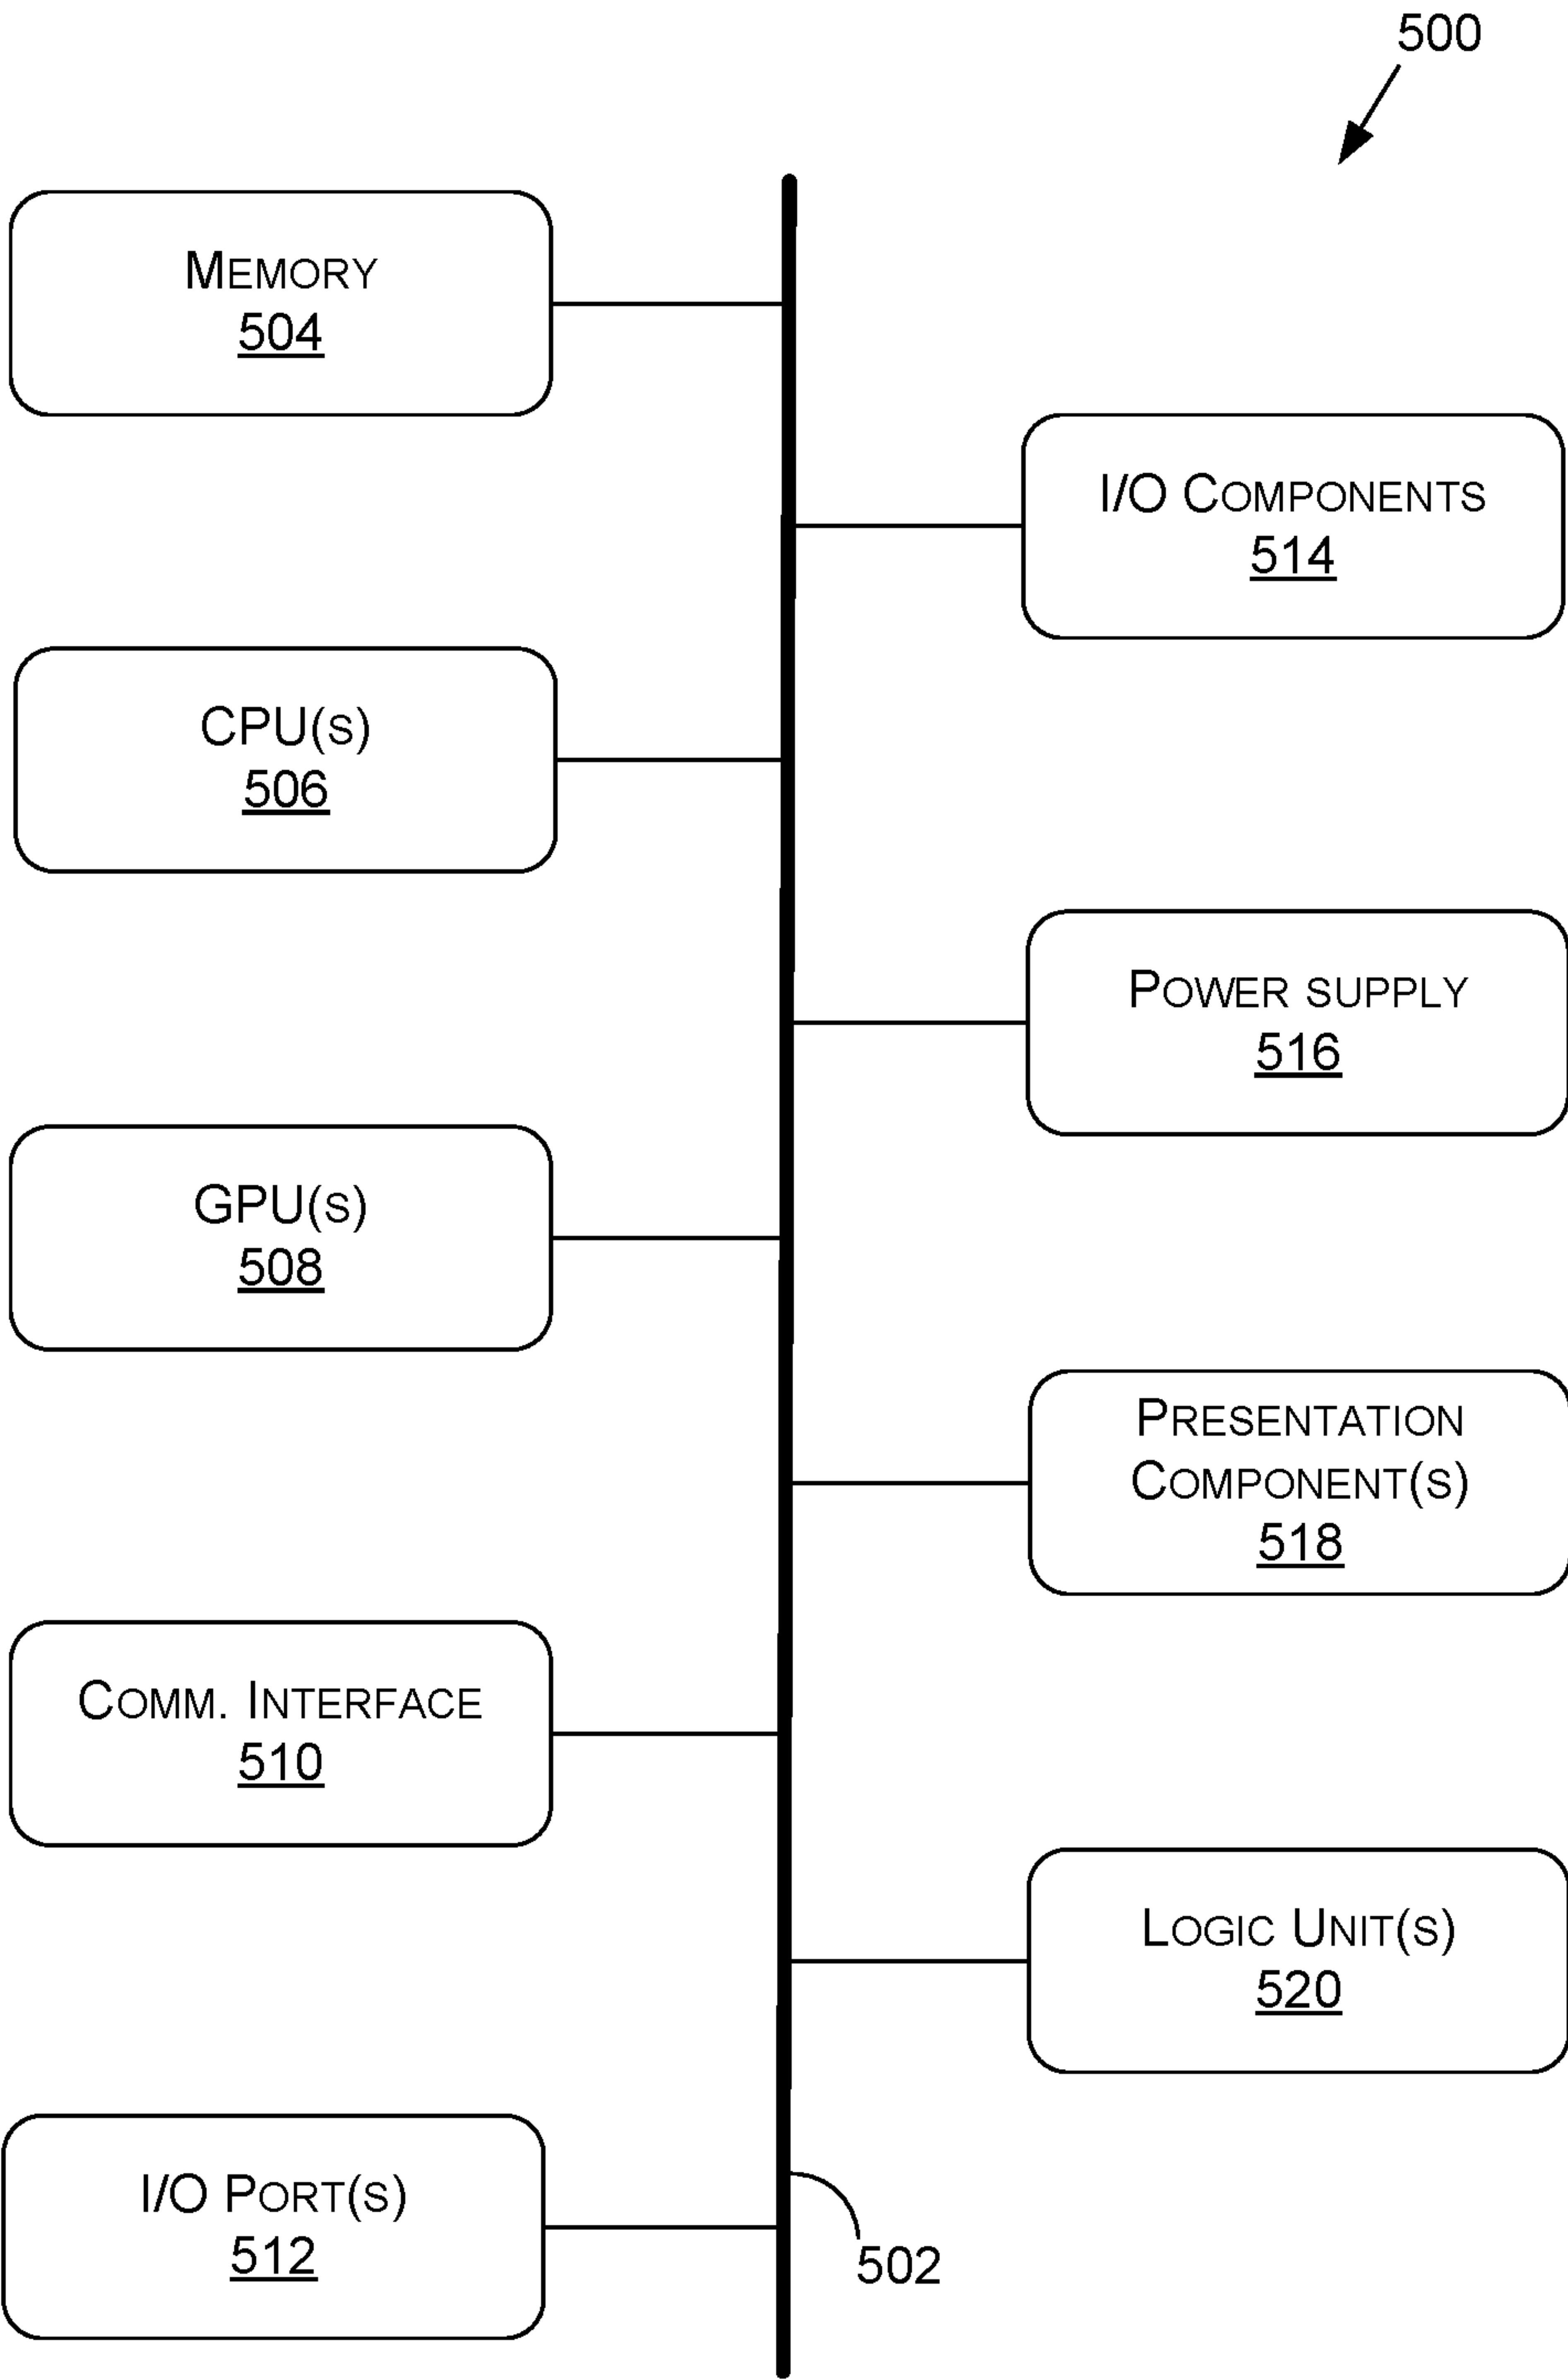 500
MEMORY
504
I/O COMPONENTS
514
CPU(S)
506
POWER SUPPLY
516
GPU(S)
508
PRESENTATION
COMPONENT(S)
518
COMM. INTERFACE
510
LOGIC UNIT(S)
520
I/O PORT(S)
512
502